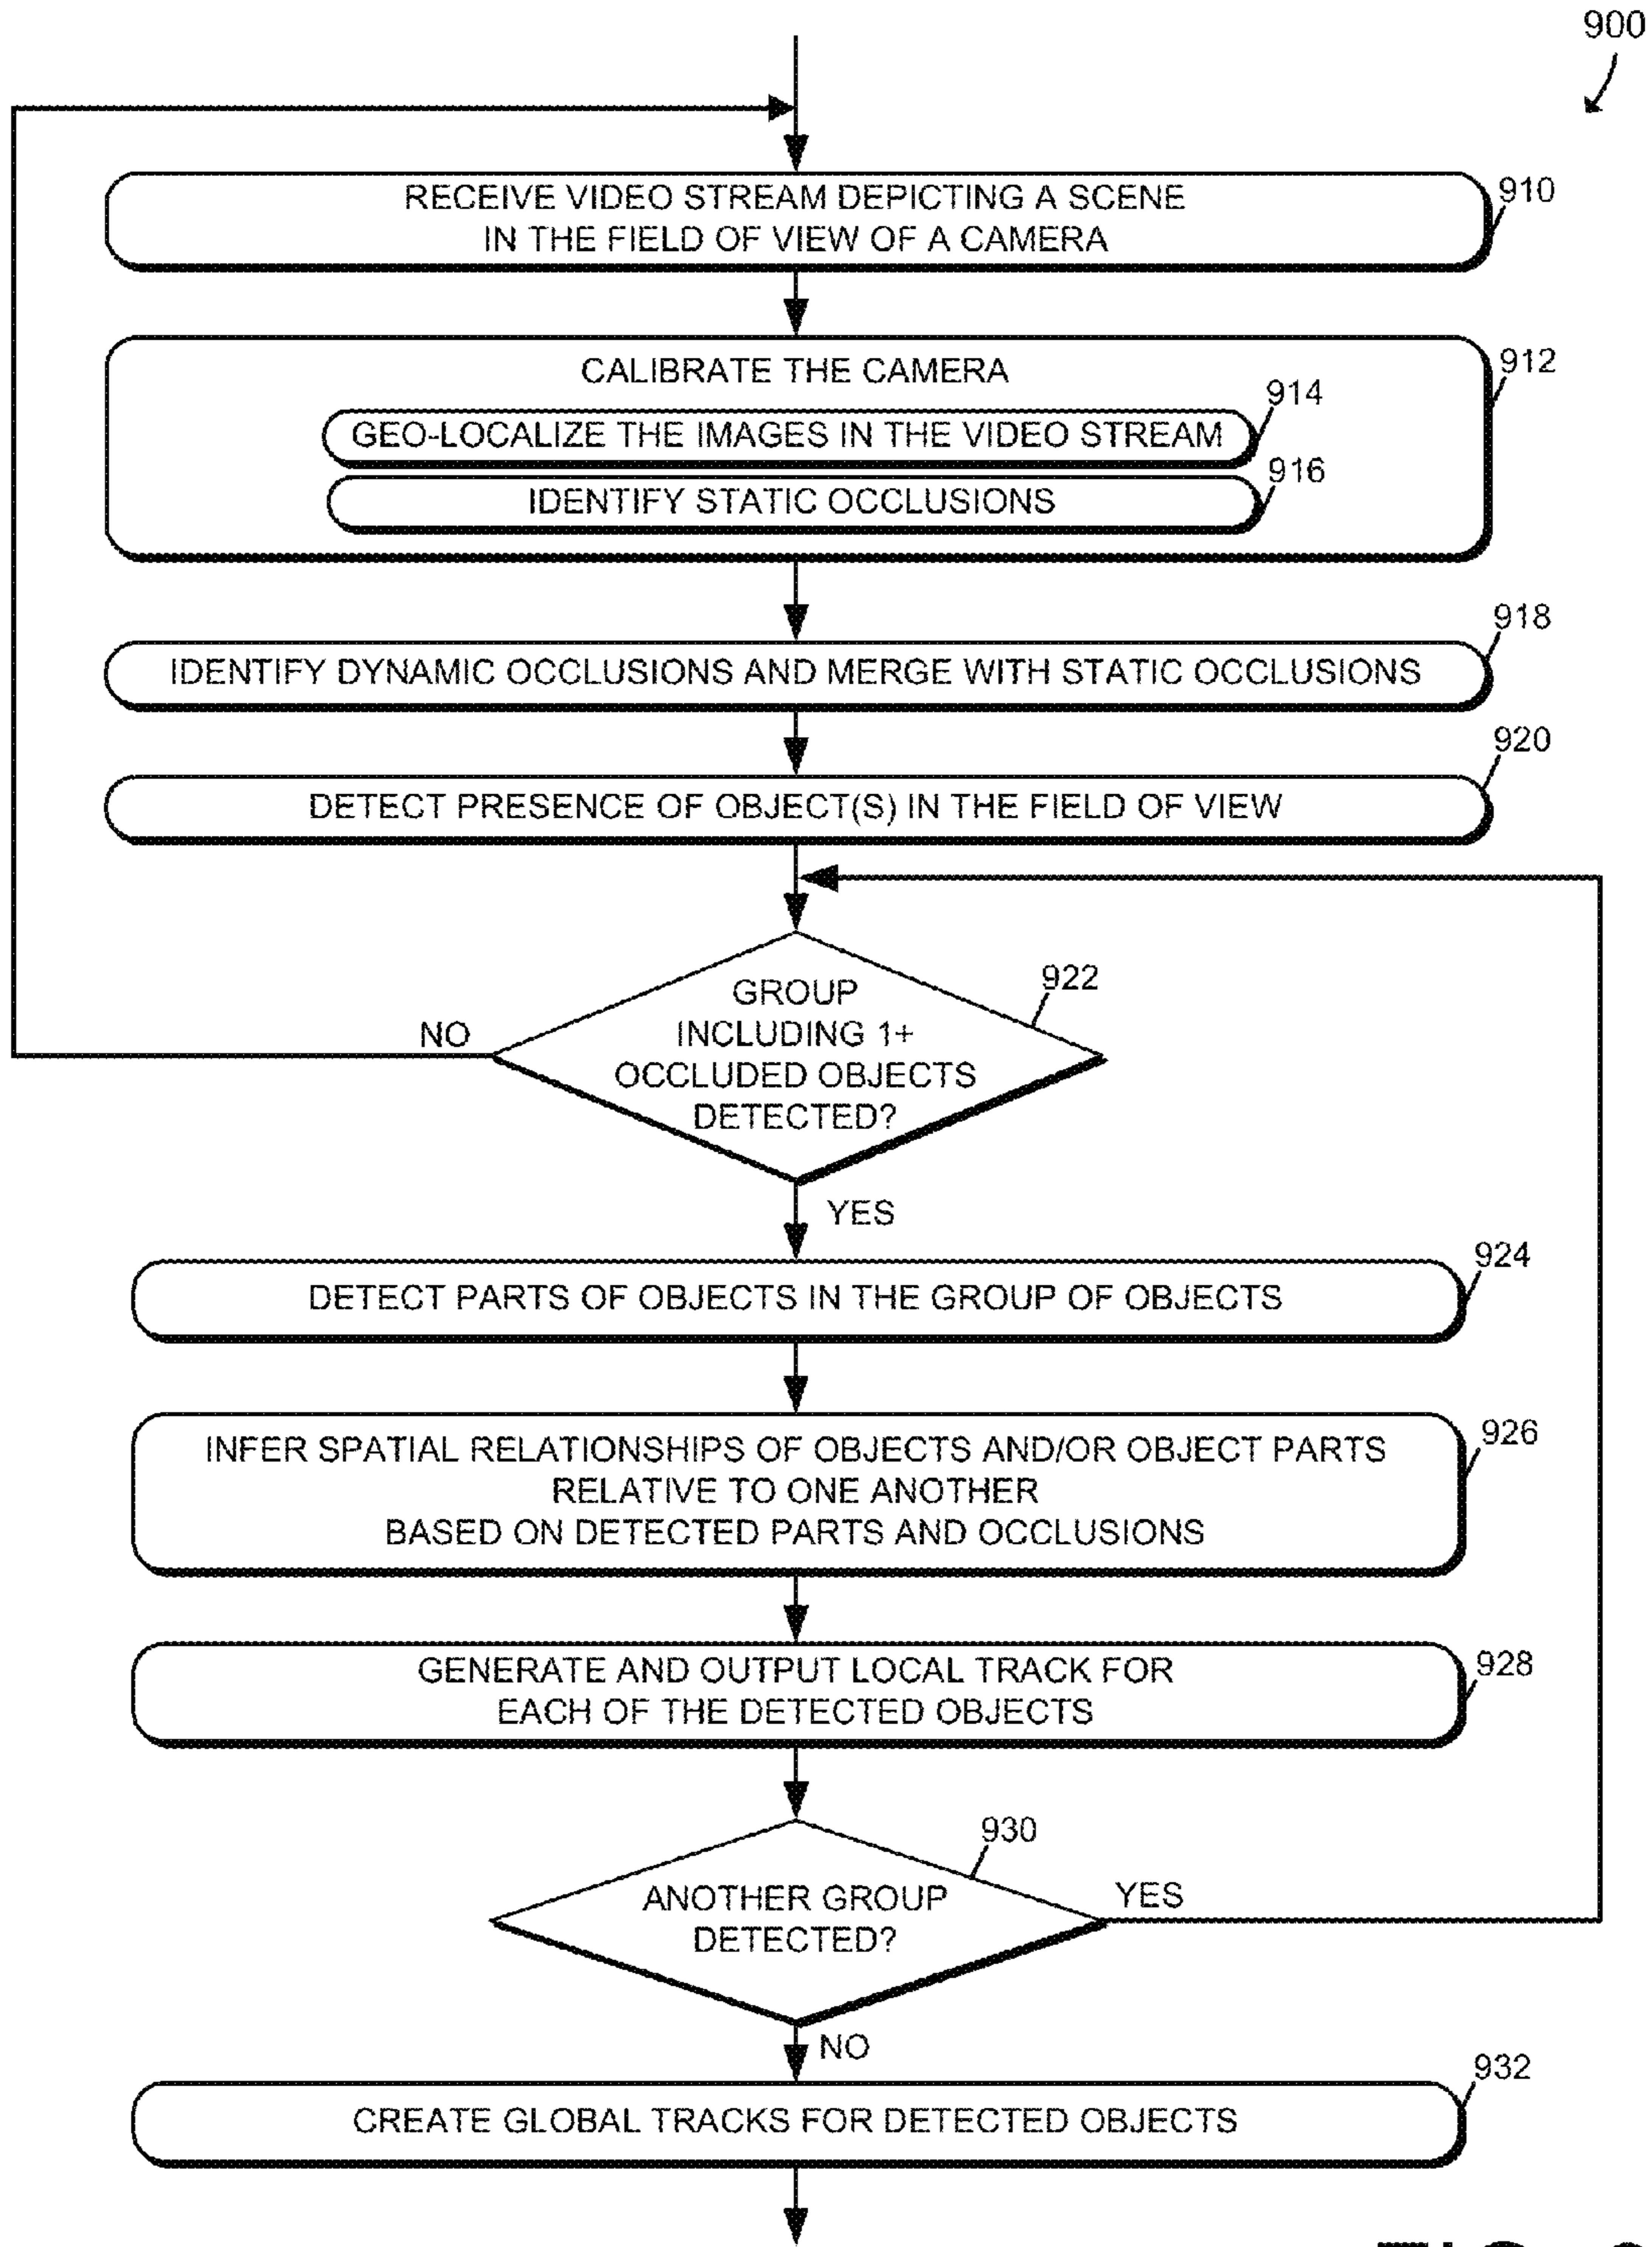 900
RECEIVE VIDEO STREAM DEPICTING A SCENE
IN THE FIELD OF VIEW OF A CAMERA
910
CALIBRATE THE CAMERA
912
914
GEO-LOCALIZE THE IMAGES IN THE VIDEO STREAM
916
IDENTIFY STATIC OCCLUSIONS
918
IDENTIFY DYNAMIC OCCLUSIONS AND MERGE WITH STATIC OCCLUSIONS
920
DETECT PRESENCE OF OBJECT(S) IN THE FIELD OF VIEW
922
GROUP
INCLUDING 1+
OCCLUDED OBJECTS
DETECTED?
NO
YES
924
DETECT PARTS OF OBJECTS IN THE GROUP OF OBJECTS
926
INFER SPATIAL RELATIONSHIPS OF OBJECTS AND/OR OBJECT PARTS
RELATIVE TO ONE ANOTHER
BASED ON DETECTED PARTS AND OCCLUSIONS
928
GENERATE AND OUTPUT LOCAL TRACK FOR
EACH OF THE DETECTED OBJECTS
930
ANOTHER GROUP
DETECTED?
YES
NO
932
CREATE GLOBAL TRACKS FOR DETECTED OBJECTS